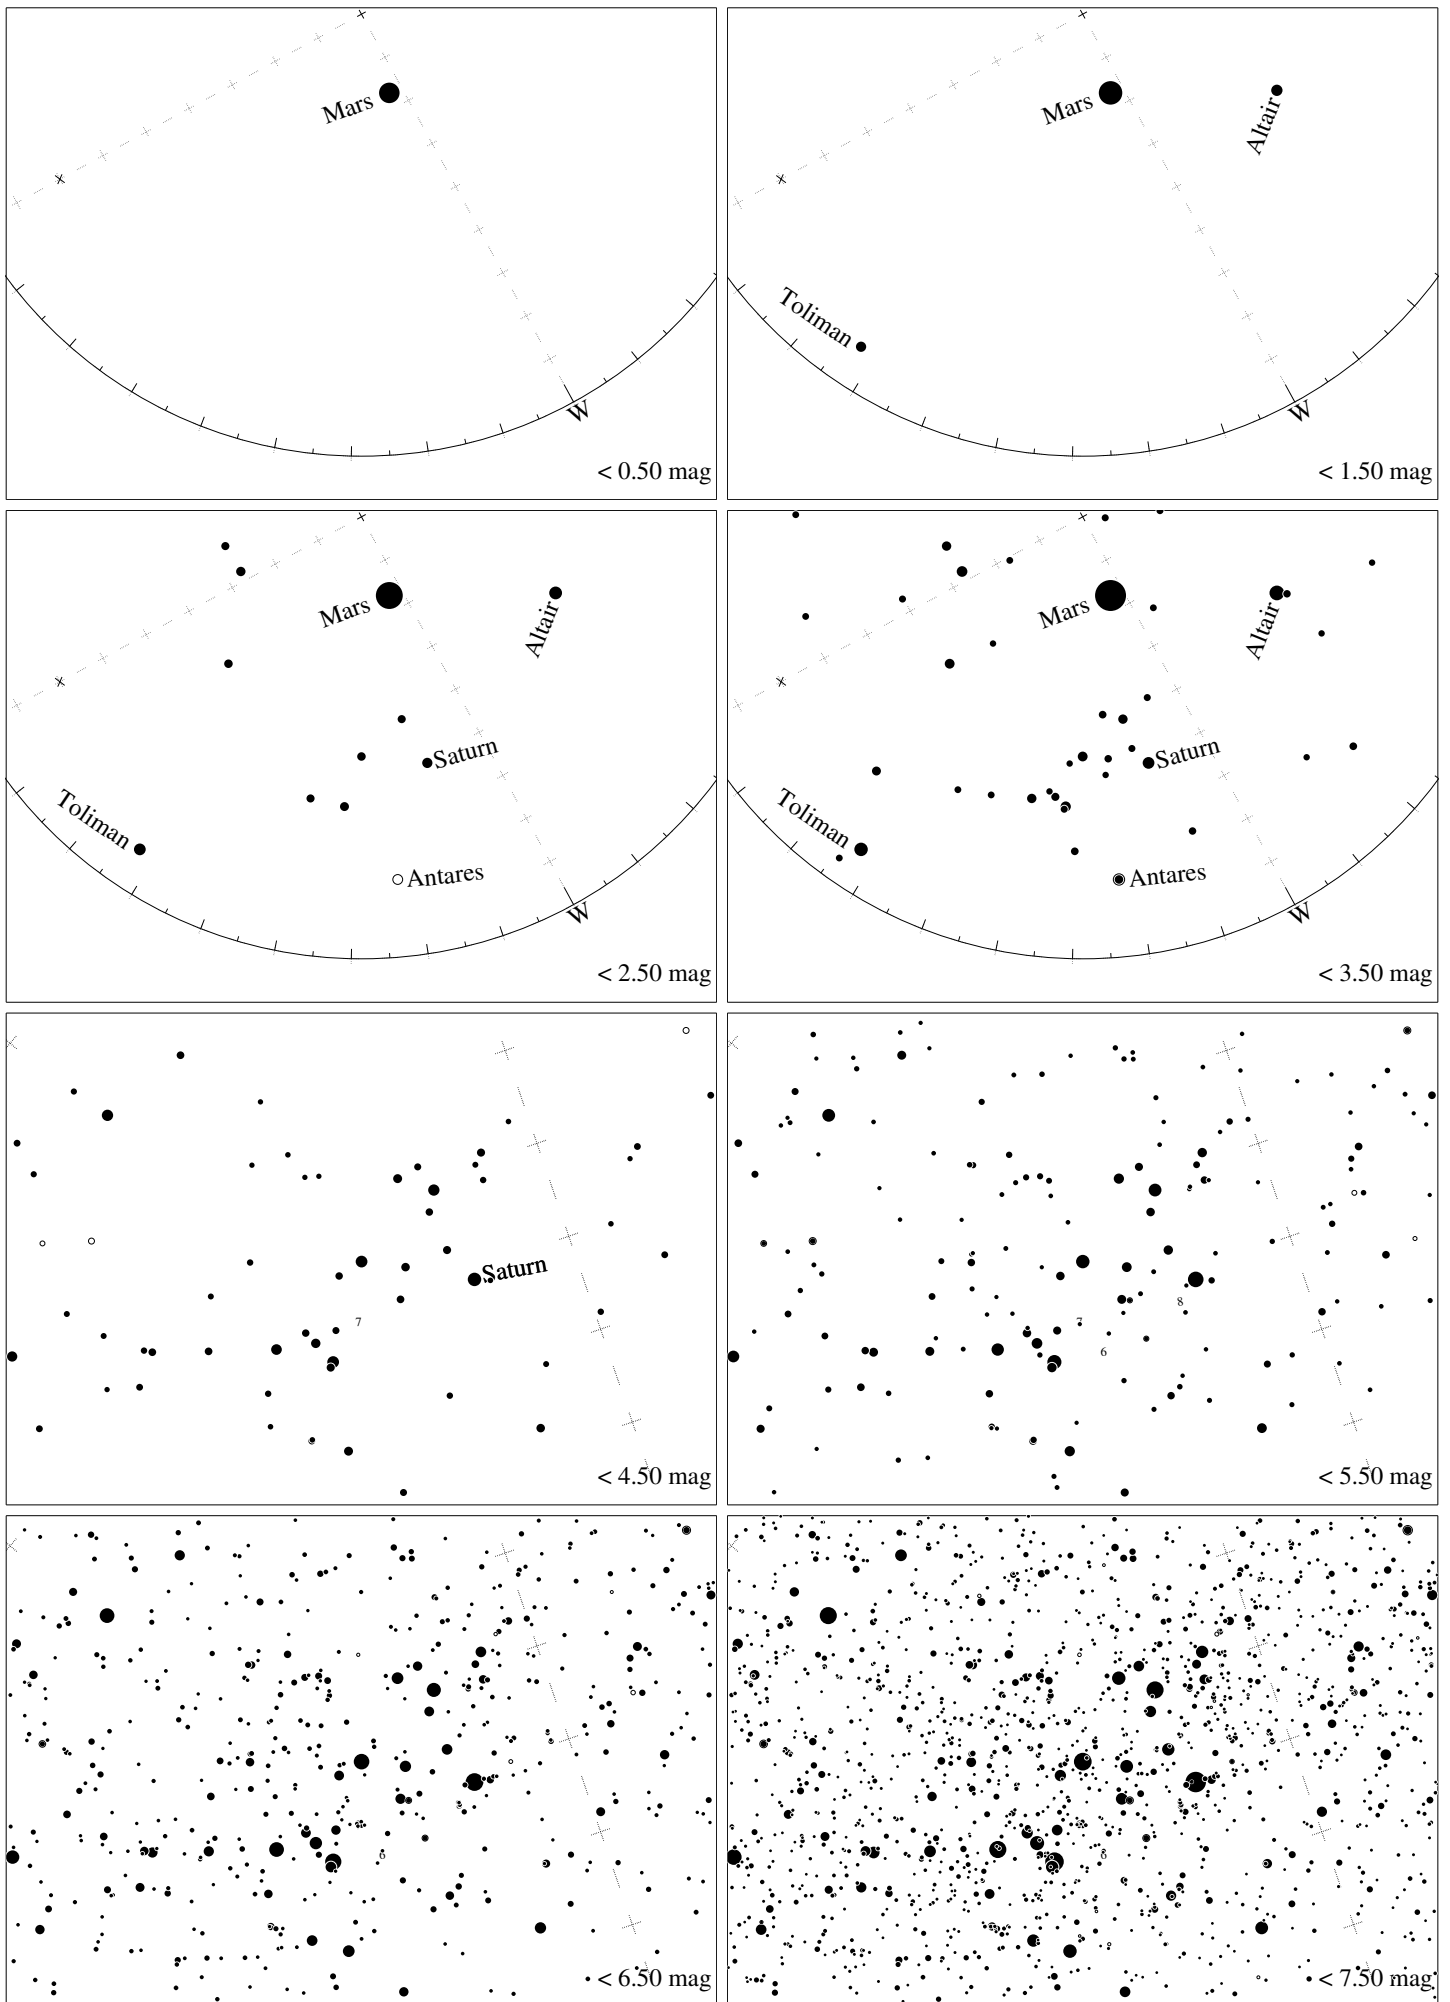 Mars
W
< 0.50 mag
Mars
Altair
Toliman
W
< 1.50 mag
Mars
Altair
Saturn
Toliman
Antares
W
< 2.50 mag
Mars
Altair
Saturn
Toliman
Antares
W
< 3.50 mag
Saturn
7
< 4.50 mag
8
7
6
< 5.50 mag
6
< 6.50 mag
6
< 7.50 mag